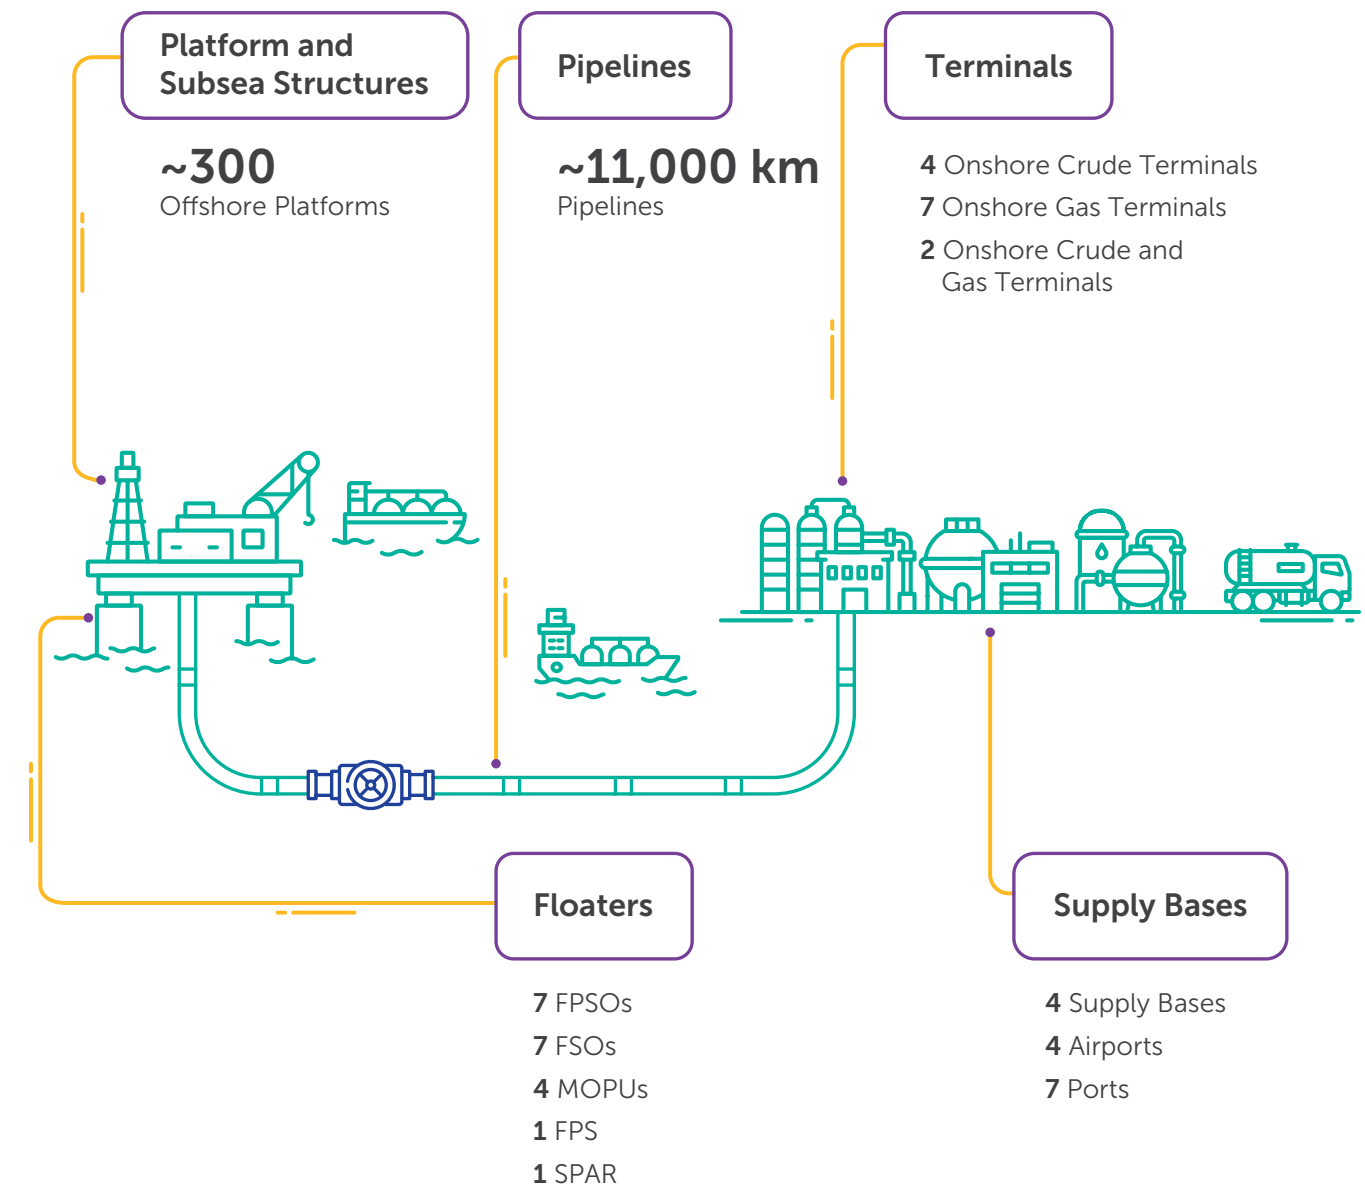 Platform and
Subsea Structures
~300
Offshore Platforms
Pipelines
~11,000 km
Pipelines
Terminals
4 Onshore Crude Terminals
7 Onshore Gas Terminals
2 Onshore Crude and
Gas Terminals
Floaters
7 FPSOs
7 FSOs
4 MOPUs
1 FPS
1 SPAR
Supply Bases
4 Supply Bases
4 Airports
7 Ports